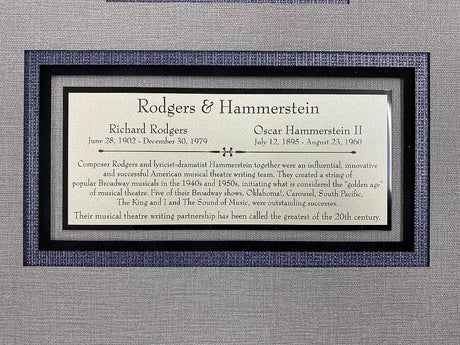 Rodgers & Hammerstein
Richard Rodgers
June 28, 1902 - December 30, 1979
Oscar Hammerstein II
July 12, 1895 - August 23, 1960
Composer Rodgers and lyricist-dramatist Hammerstein together were an influential, innovative
and successful American musical theatre writing team. They created a string of
popular Broadway musicals in the 1940s and 1950s, initiating what is considered the "golden age"
of musical theatre. Five of their Broadway shows, Oklahoma!, Carousel, South Pacific,
The King and I and The Sound of Music, were outstanding successes.
Their musical theatre writing partnership has been called the greatest of the 20th century.